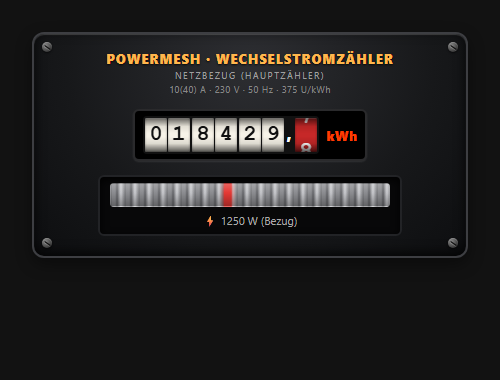 POWERMESH · WECHSELSTROMZÄHLER
NETZBEZUG (HAUPTZÄHLER)
10(40) A · 230 V · 50 Hz · 375 U/kWh
018429, kWh
1250 W (Bezug)